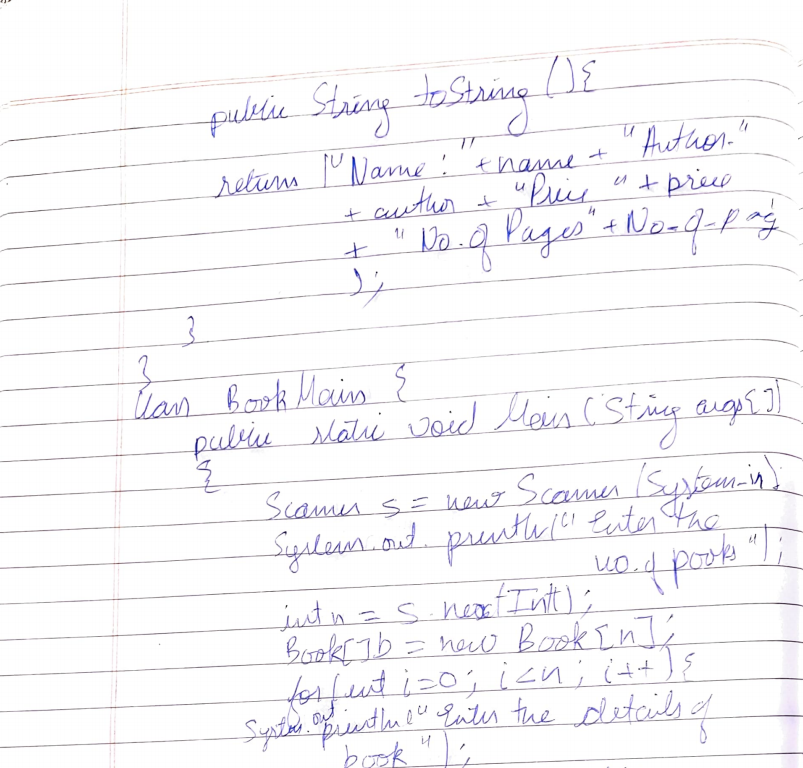 public String toString () {
return ("Name : " + name + "Author."
+ author + "Price " + price
+ "No. of Pages" + No-of-pag
);
}
}
class BookMain {
public static void Main (String args[])
{
Scanner s = new Scanner (System.in);
System.out.println(" Enter the
no. of books ");
int n = s.nextInt();
Book[] b = new Book[n];
for (int i=0; i<n; i++) {
System.out.println(" Enter the details of
book ");